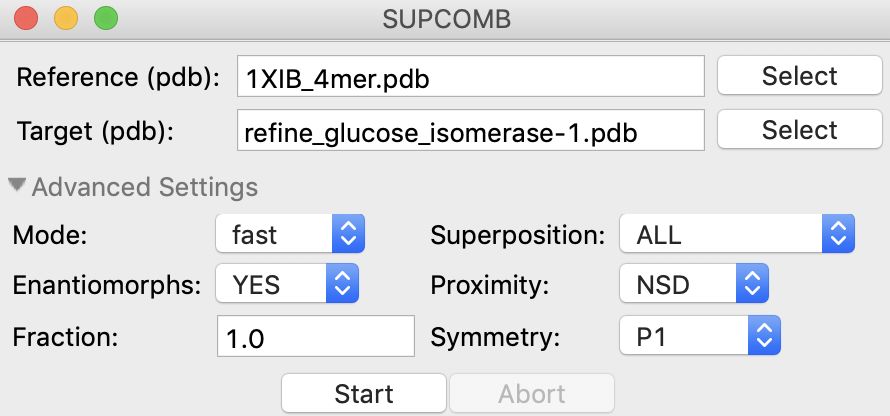 SUPCOMB
Reference (pdb): 1XIB_4mer.pdb Select
Target (pdb): refine_glucose_isomerase-1.pdb Select
Advanced Settings
Mode: fast Superposition: ALL
Enantiomorphs: YES Proximity: NSD
Fraction: 1.0 Symmetry: P1
Start Abort